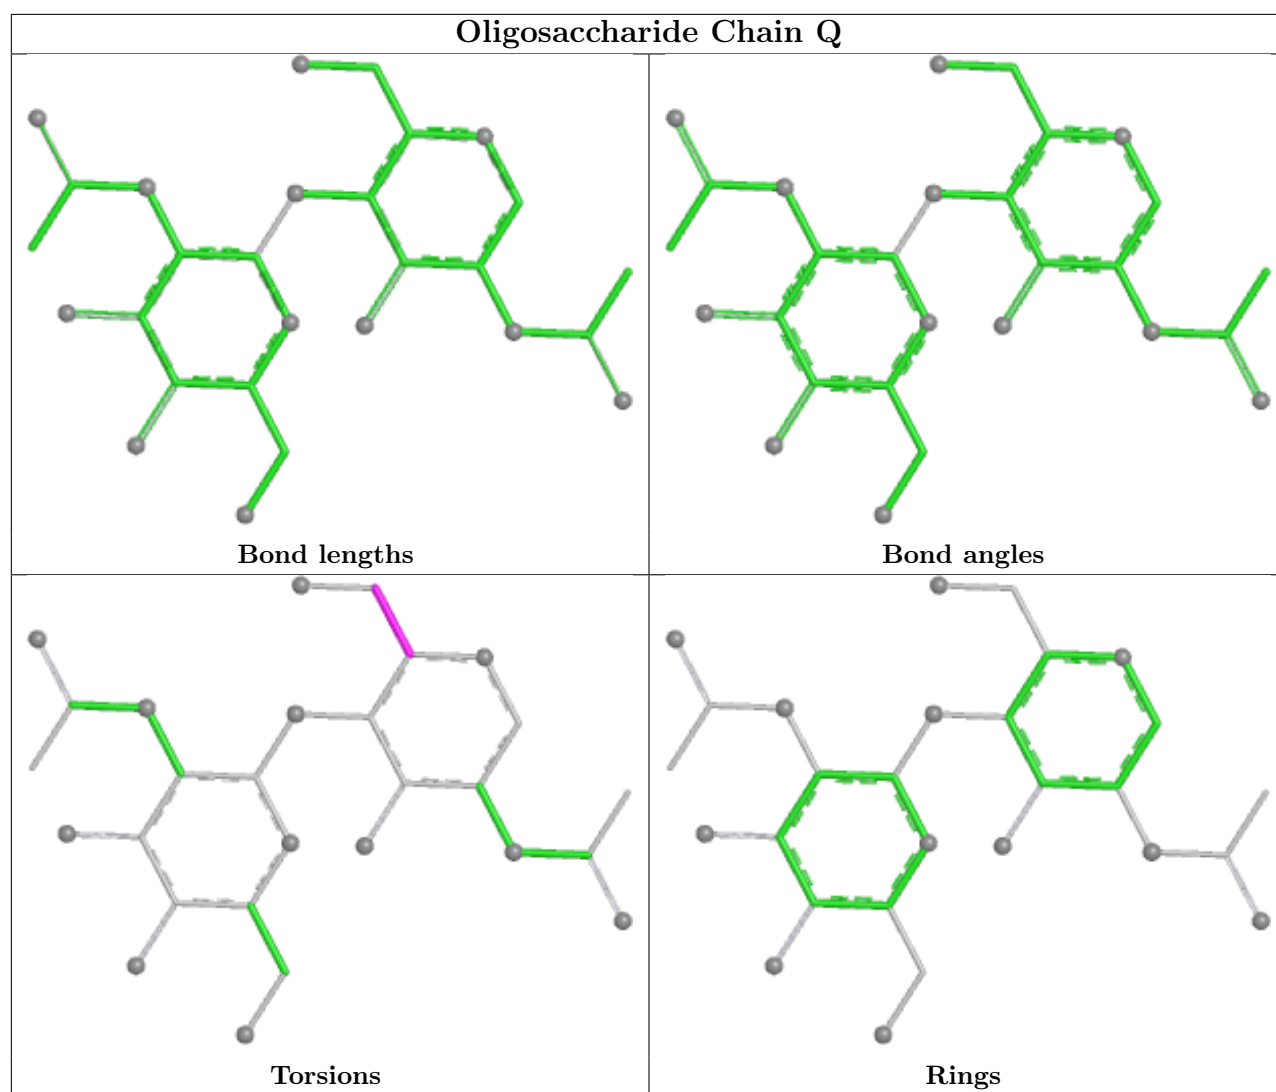 Oligosaccharide Chain Q
Bond lengths
Bond angles
Torsions
Rings